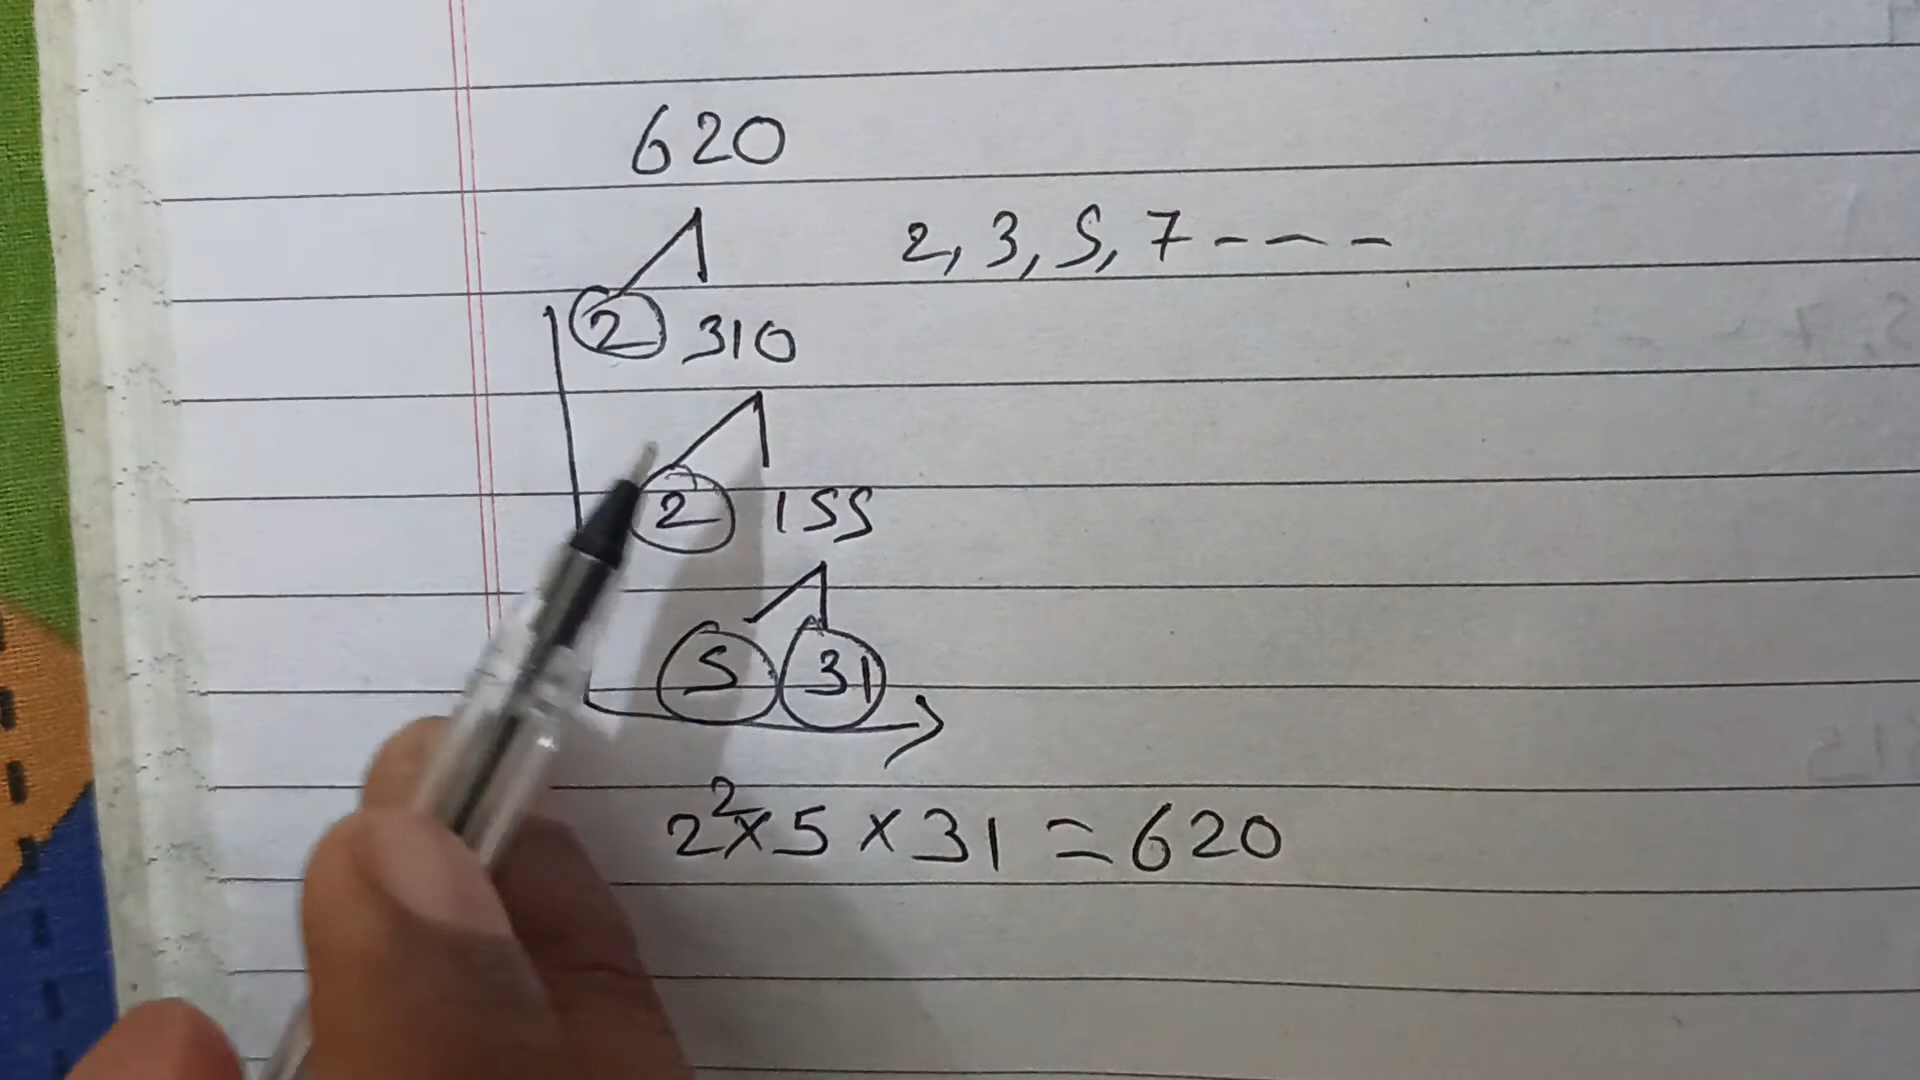 620
2, 3, 5, 7 - - - -
2 310
2 155
5 31
2² × 5 × 31 = 620